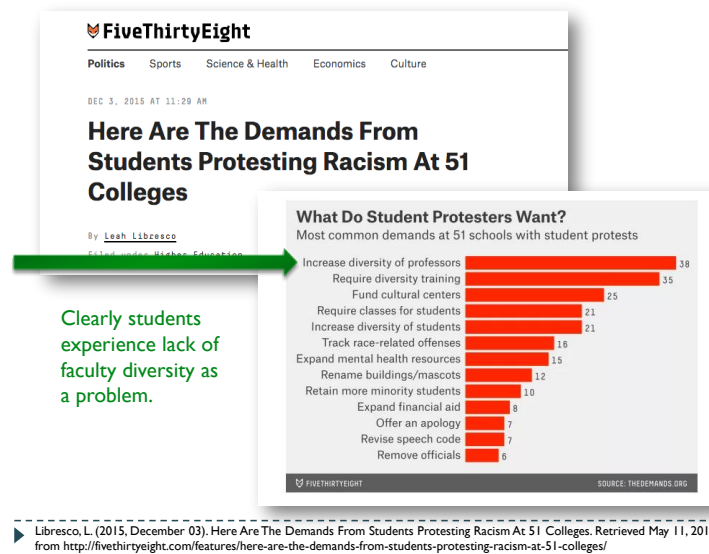 FiveThirtyEight
Politics Sports Science & Health Economics Culture
DEC 3, 2015 AT 11:29 AM
Here Are The Demands From
Students Protesting Racism At 51
Colleges
By Leah Libresco
Filed under Higher Education
What Do Student Protesters Want?
Most common demands at 51 schools with student protests
Increase diversity of professors 38
Require diversity training 35
Fund cultural centers 25
Require classes for students 21
Increase diversity of students 21
Track race-related offenses 16
Expand mental health resources 15
Rename buildings/mascots 12
Retain more minority students 10
Expand financial aid 8
Offer an apology 7
Revise speech code 7
Remove officials 6
FIVETHIRTYEIGHT SOURCE: THEDEMANDS.ORG
Clearly students
experience lack of
faculty diversity as
a problem.
Libresco, L. (2015, December 03). Here Are The Demands From Students Protesting Racism At 51 Colleges. Retrieved May 11, 201
from http://fivethirtyeight.com/features/here-are-the-demands-from-students-protesting-racism-at-51-colleges/